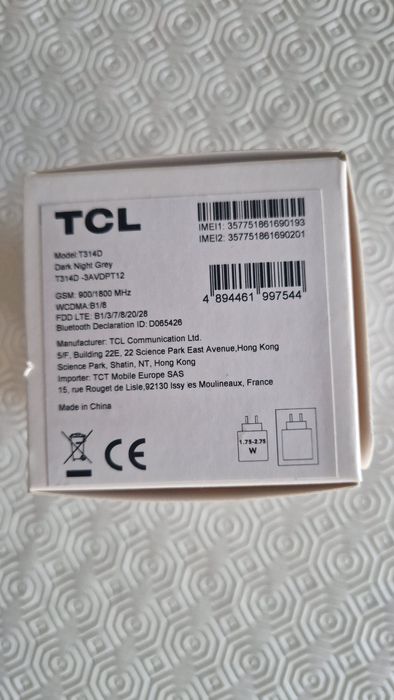 TCL
IMEI1: 357751861690193
IMEI2: 357751861690201
Model:T314D
Dark Night Grey
T314D -3AVDPT12
4 894461 997544
GSM: 900/1800 MHz
WCDMA:B1/8
FDD LTE: B1/3/7/8/20/28
Bluetooth Declaration ID: D065426
Manufacturer: TCL Communication Ltd.
5/F, Building 22E, 22 Science Park East Avenue,Hong Kong
Science Park, Shatin, NT, Hong Kong
Importer: TCT Mobile Europe SAS
15, rue Rouget de Lisle,92130 Issy les Moulineaux, France
Made in China
CE
1.75-2.75
W